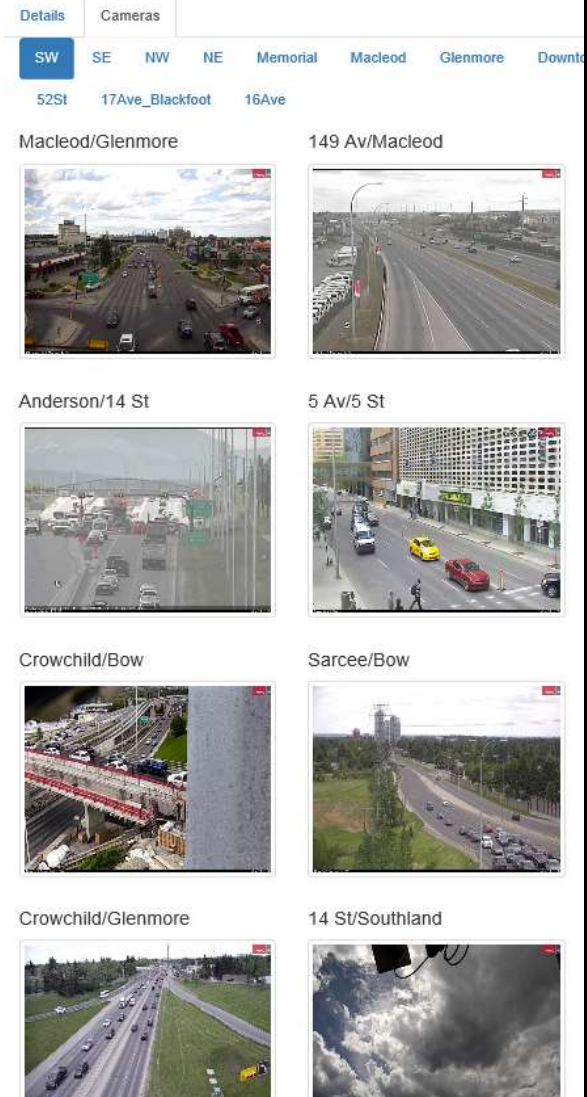 Details Cameras
SW SE NW NE Memorial Macleod Glenmore Downto
52St 17Ave_Blackfoot 16Ave
Macleod/Glenmore 149 Av/Macleod
Anderson/14 St 5 Av/5 St
Crowchild/Bow Sarcee/Bow
Crowchild/Glenmore 14 St/Southland